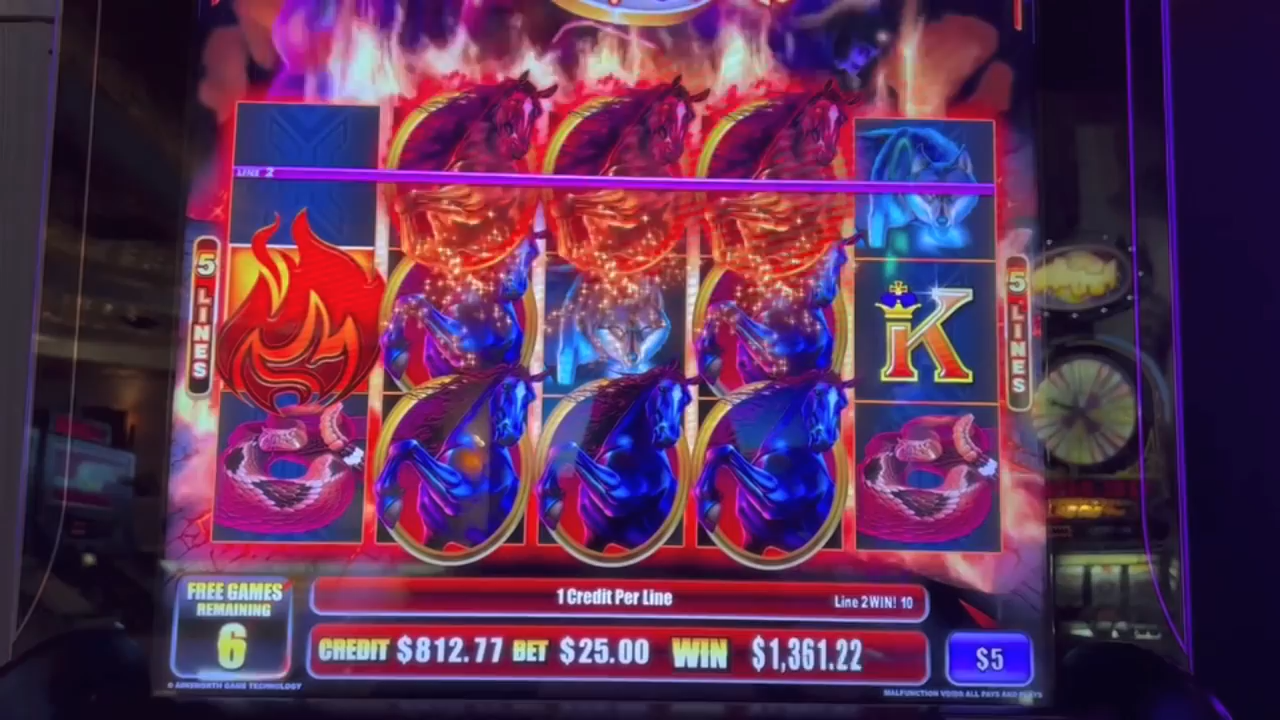 LINE 2
5 LINES
5 LINES
K
FREE GAMES
REMAINING
6
1 Credit Per Line
Line 2 WIN! 10
CREDIT $812.77 BET $25.00 WIN $1,361.22
$5
© AINSWORTH GAME TECHNOLOGY
MALFUNCTION VOIDS ALL PAYS AND PLAYS